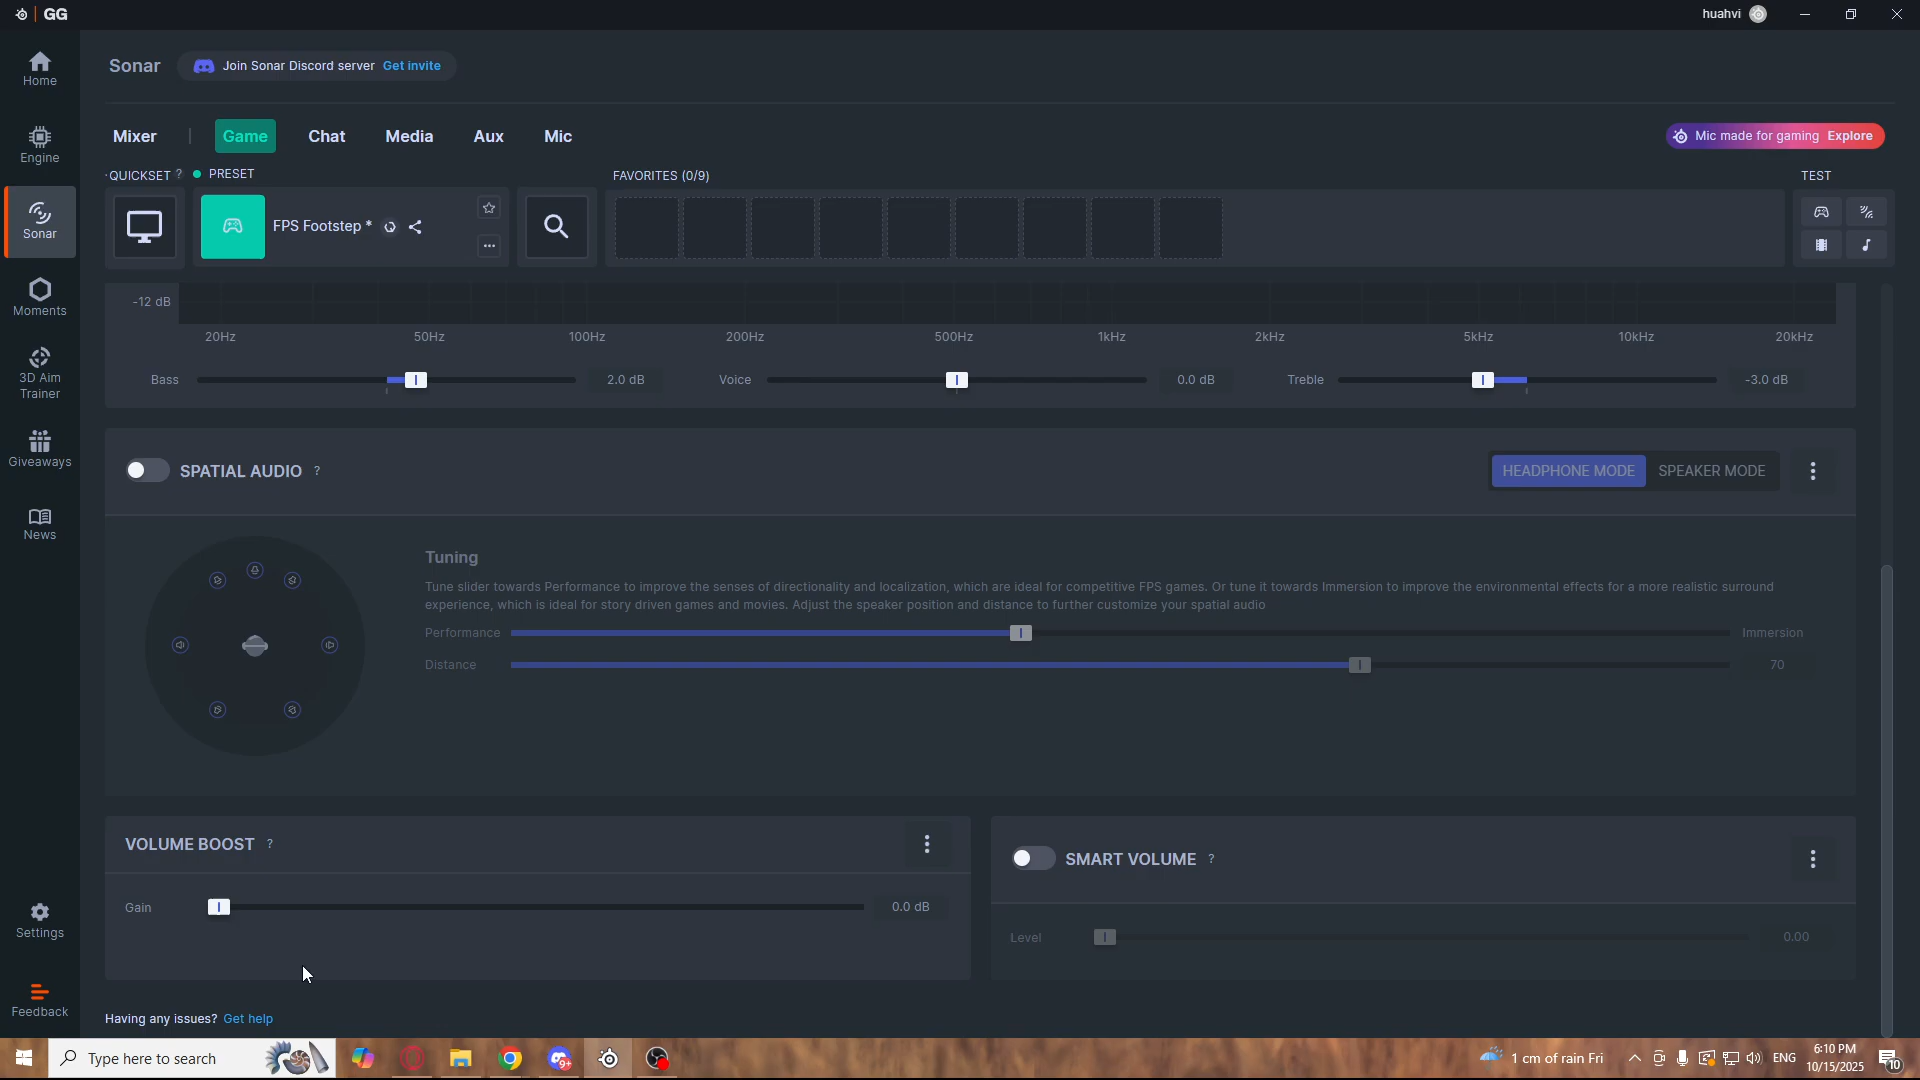 GG
huahvi
Home
Engine
Sonar
Moments
3D Aim
Trainer
Giveaways
News
Settings
Feedback
Sonar
Join Sonar Discord server Get invite
Mixer | Game Chat Media Aux Mic
Mic made for gaming Explore
QUICKSET ? PRESET
FAVORITES (0/9)
TEST
FPS Footstep *
-12 dB
20Hz 50Hz 100Hz 200Hz 500Hz 1kHz 2kHz 5kHz 10kHz 20kHz
Bass 2.0 dB Voice 0.0 dB Treble -3.0 dB
SPATIAL AUDIO ?
HEADPHONE MODE SPEAKER MODE
Tuning
Tune slider towards Performance to improve the senses of directionality and localization, which are ideal for competitive FPS games. Or tune it towards Immersion to improve the environmental effects for a more realistic surround
experience, which is ideal for story driven games and movies. Adjust the speaker position and distance to further customize your spatial audio
Performance Immersion
Distance 70
VOLUME BOOST ?
Gain 0.0 dB
SMART VOLUME ?
Level 0.00
Having any issues? Get help
Type here to search
9+
1 cm of rain Fri
ENG
6:10 PM
10/15/2025
10